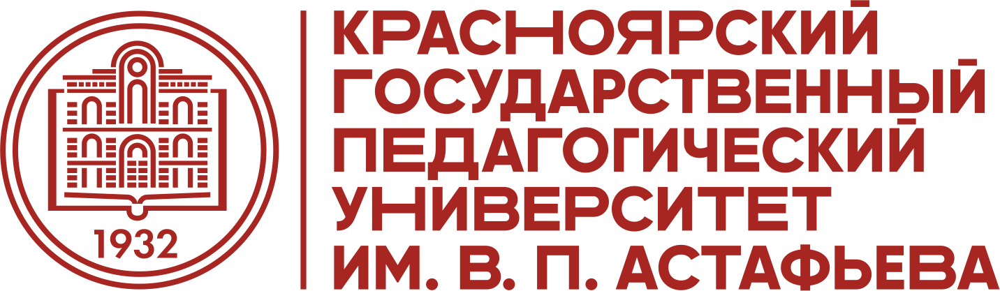 1932
КРАСНОЯРСКИЙ
ГОСУДАРСТВЕННЫЙ
ПЕДАГОГИЧЕСКИЙ
УНИВЕРСИТЕТ
ИМ. В. П. АСТАФЬЕВА